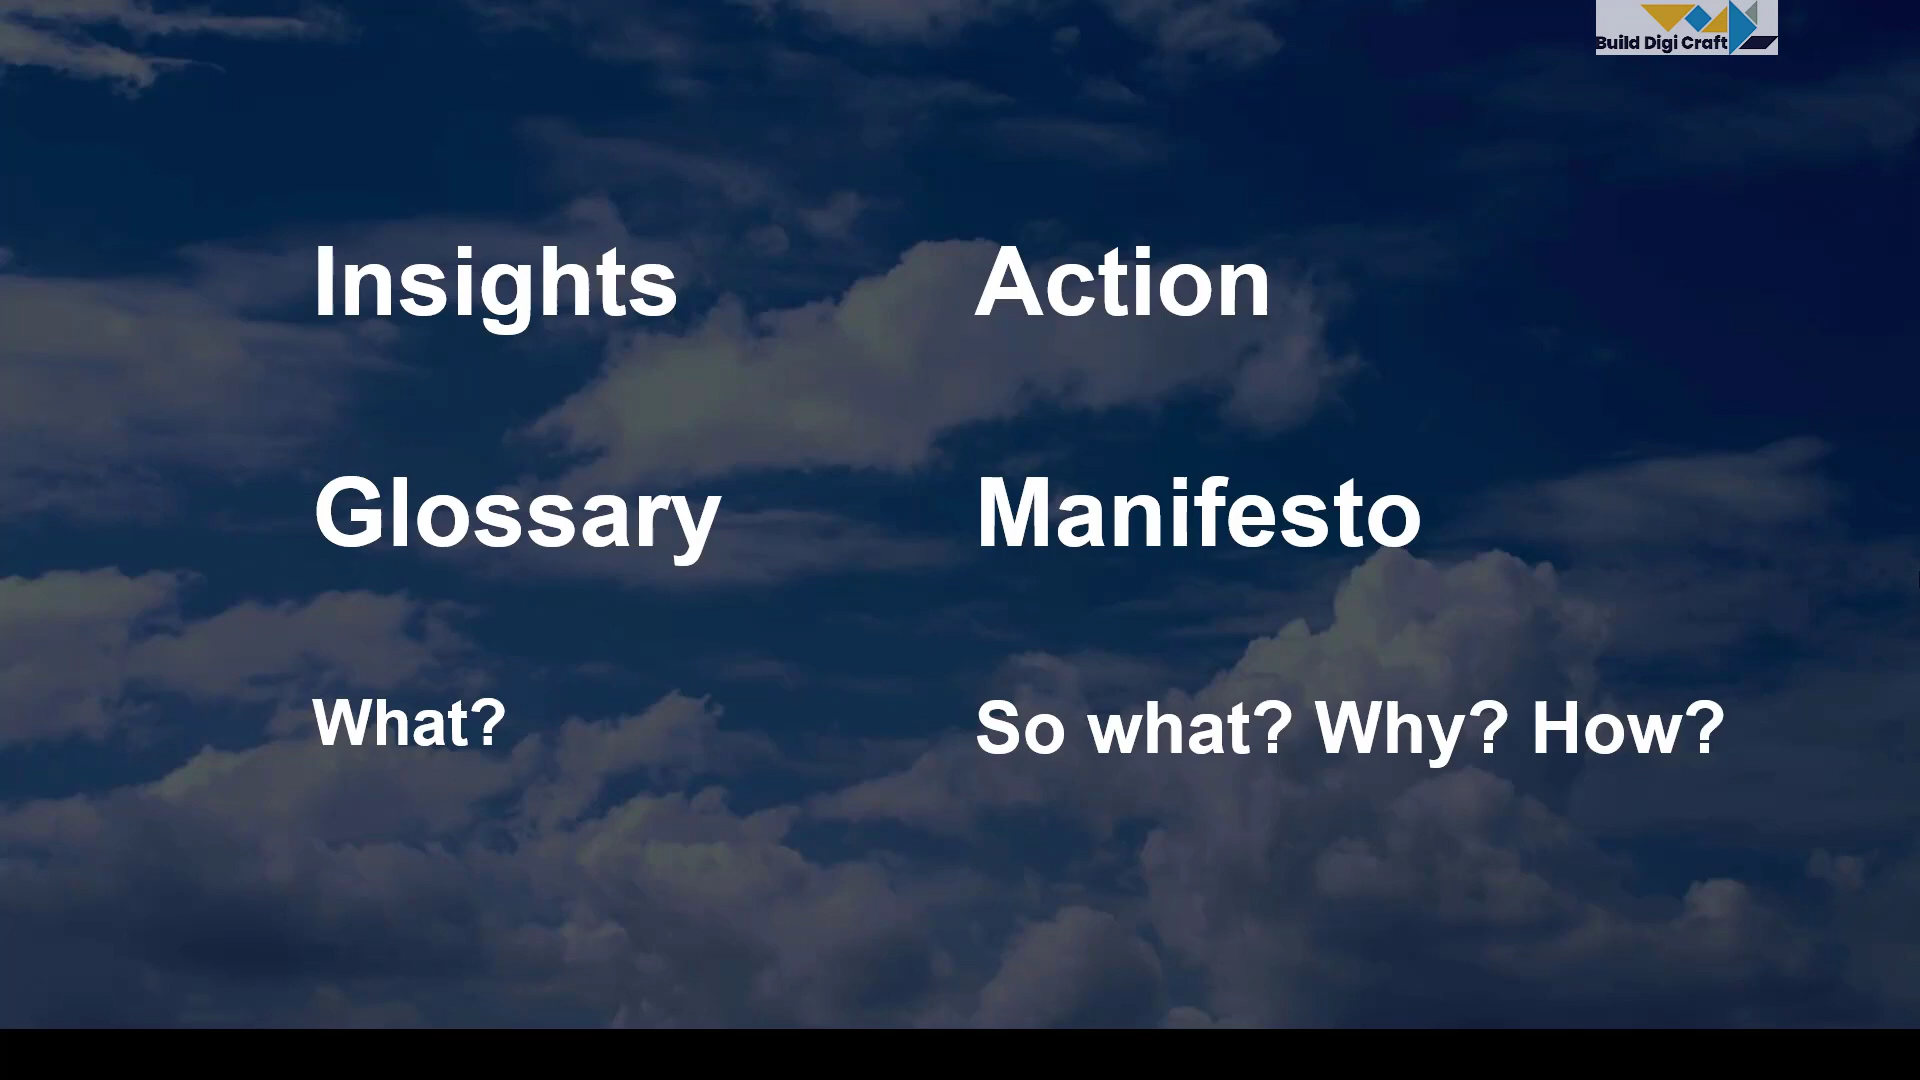 Build Digi Craft
Insights Action
Glossary Manifesto
What? So what? Why? How?